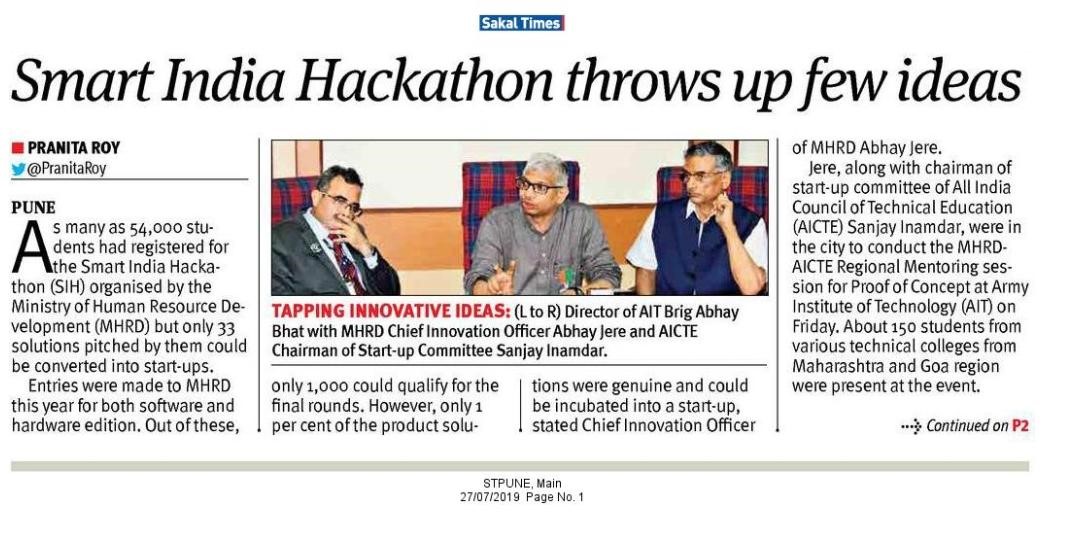 Sakal Times
Smart India Hackathon throws up few ideas
PRANITA ROY
@PranitaRoy
PUNE
As many as 54,000 stu-
dents had registered for
the Smart India Hacka-
thon (SIH) organised by the
Ministry of Human Resource De-
velopment (MHRD) but only 33
solutions pitched by them could
be converted into start-ups.
Entries were made to MHRD
this year for both software and
hardware edition. Out of these,
TAPPING INNOVATIVE IDEAS: (L to R) Director of AIT Brig Abhay
Bhat with MHRD Chief Innovation Officer Abhay Jere and AICTE
Chairman of Start-up Committee Sanjay Inamdar.
only 1,000 could qualify for the
final rounds. However, only 1
per cent of the product solu-
tions were genuine and could
be incubated into a start-up,
stated Chief Innovation Officer
of MHRD Abhay Jere.
Jere, along with chairman of
start-up committee of All India
Council of Technical Education
(AICTE) Sanjay Inamdar, were in
the city to conduct the MHRD-
AICTE Regional Mentoring ses-
sion for Proof of Concept at Army
Institute of Technology (AIT) on
Friday. About 150 students from
various technical colleges from
Maharashtra and Goa region
were present at the event.
Continued on P2
STPUNE, Main
27/07/2019 Page No. 1